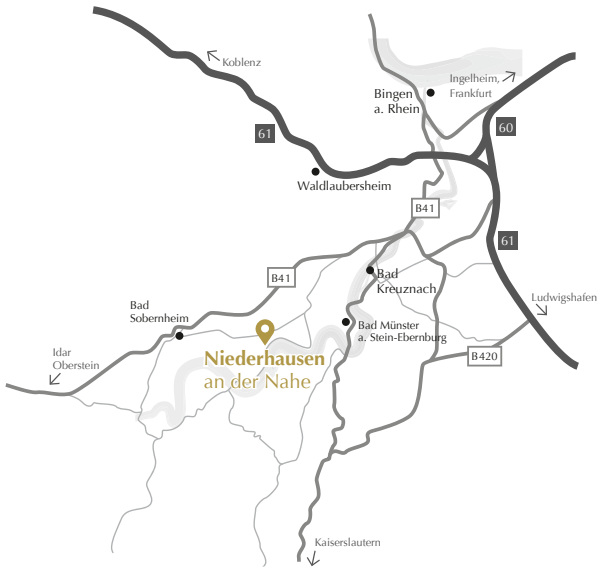 Koblenz
Ingelheim,
Frankfurt
Bingen
a. Rhein
61
60
Waldlaubersheim
B41
61
Bad
Kreuznach
B41
Ludwigshafen
Bad
Sobernheim
Bad Münster
a. Stein-Ebernburg
Idar
Oberstein
Niederhausen
an der Nahe
B420
Kaiserslautern